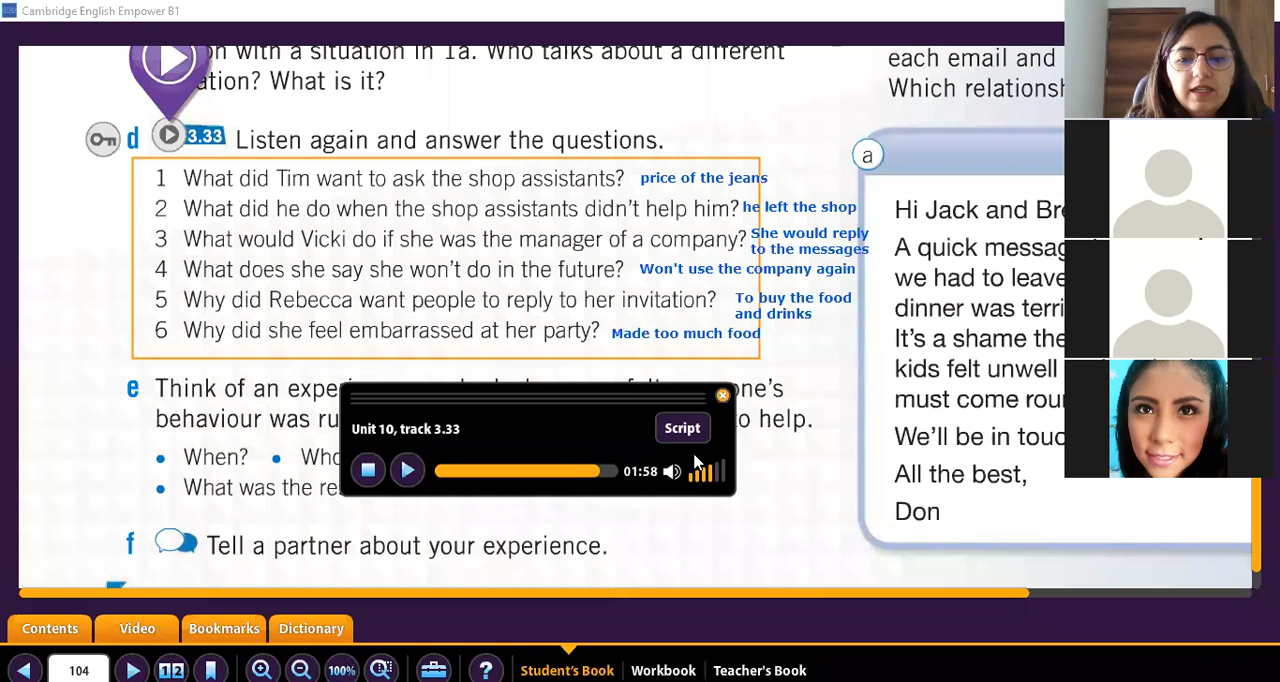 Cambridge English Empower B1
on with a situation in 1a. Who talks about a different
ation? What is it?
each email and
Which relationsh
d 3.33 Listen again and answer the questions.
1 What did Tim want to ask the shop assistants? price of the jeans
2 What did he do when the shop assistants didn't help him? he left the shop
3 What would Vicki do if she was the manager of a company? She would reply
to the messages
4 What does she say she won't do in the future? Won't use the company again
5 Why did Rebecca want people to reply to her invitation? To buy the food
and drinks
6 Why did she feel embarrassed at her party? Made too much food
e Think of an exper
one's
behaviour was ru
to help.
• When? • Who
• What was the re
Unit 10, track 3.33
Script
01:58
f Tell a partner about your experience.
a
Hi Jack and Bre
A quick messag
we had to leave
dinner was terri
It's a shame the
kids felt unwell
must come roun
We'll be in touc
All the best,
Don
Contents Video Bookmarks Dictionary
104 1 2 100% ? Student's Book Workbook Teacher's Book